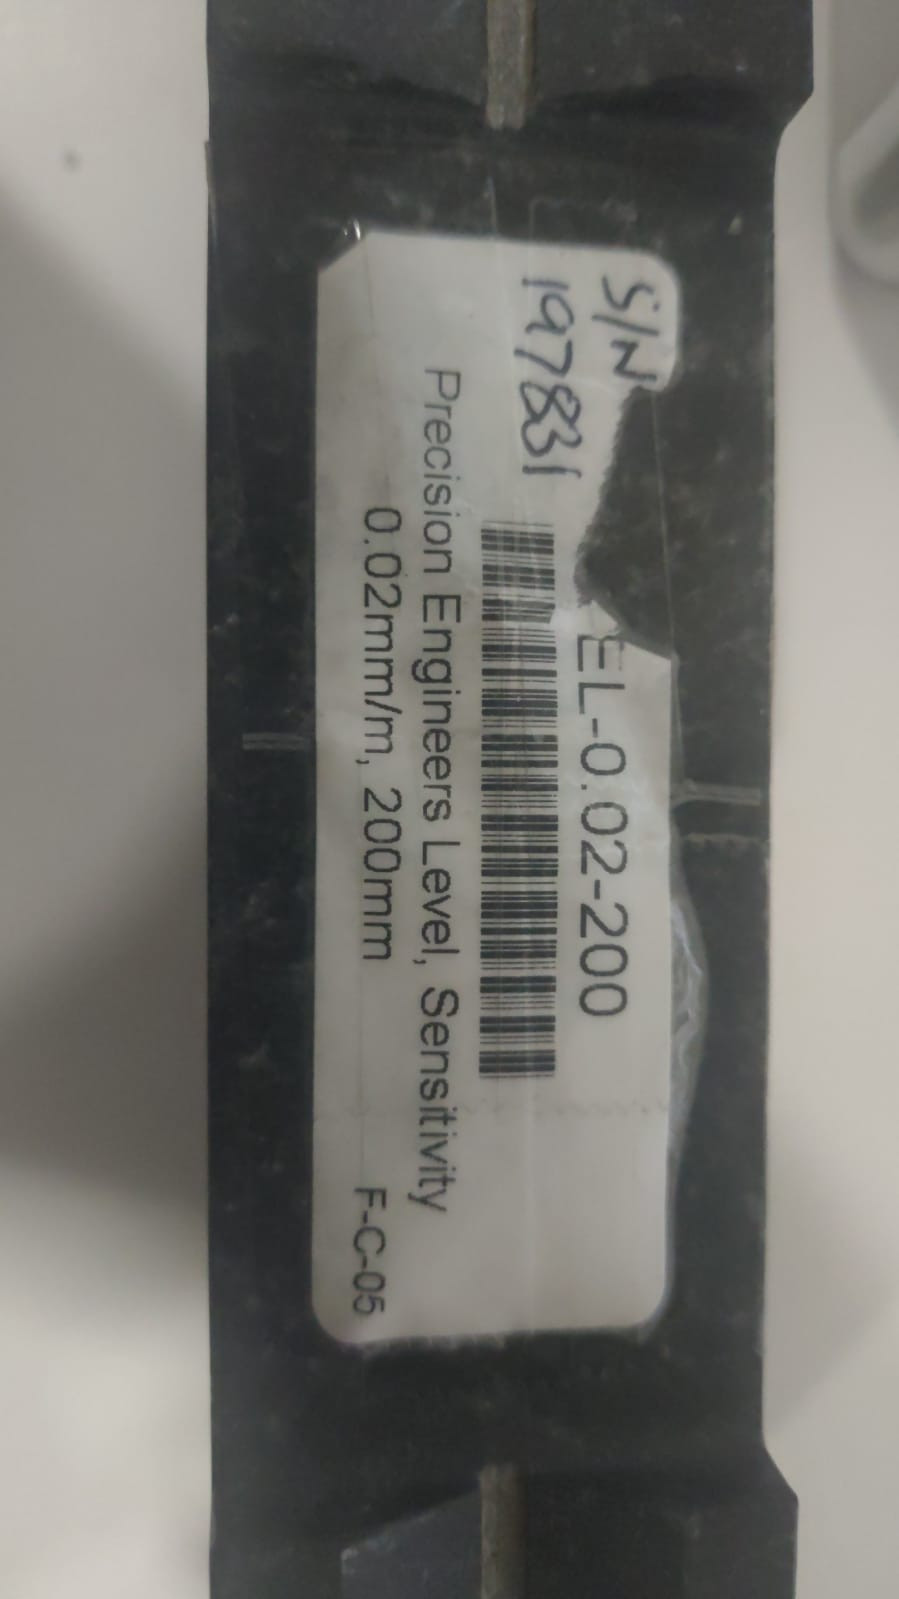 S/N
197831
EL-0.02-200
Precision Engineers Level, Sensitivity
0.02mm/m, 200mm
F-C-05